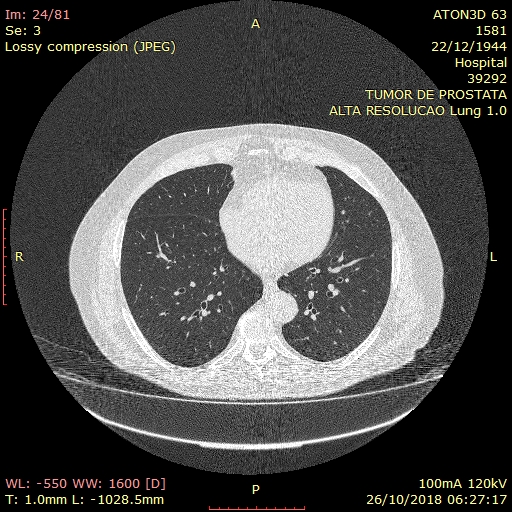 Im: 24/81
Se: 3
Lossy compression (JPEG)
A
ATON3D 63
1581
22/12/1944
Hospital
39292
TUMOR DE PROSTATA
ALTA RESOLUCAO Lung 1.0
R
L
WL: -550 WW: 1600 [D]
T: 1.0mm L: -1028.5mm
P
100mA 120kV
26/10/2018 06:27:17